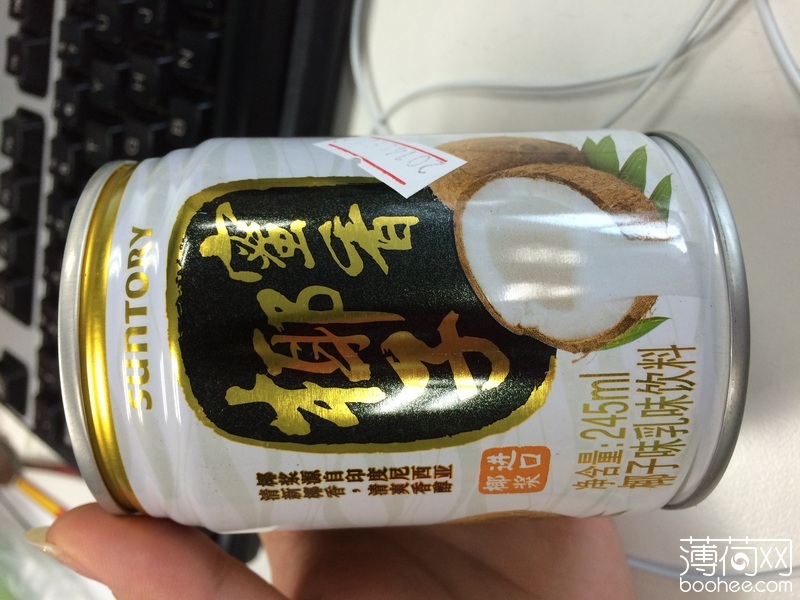 SUNTORY
蜜香
椰子
椰浆源自印度尼西亚
清新椰香，清爽香醇
进口
椰浆
净含量:245ml
椰子味乳味饮料
2014
薄荷网
boohee.com